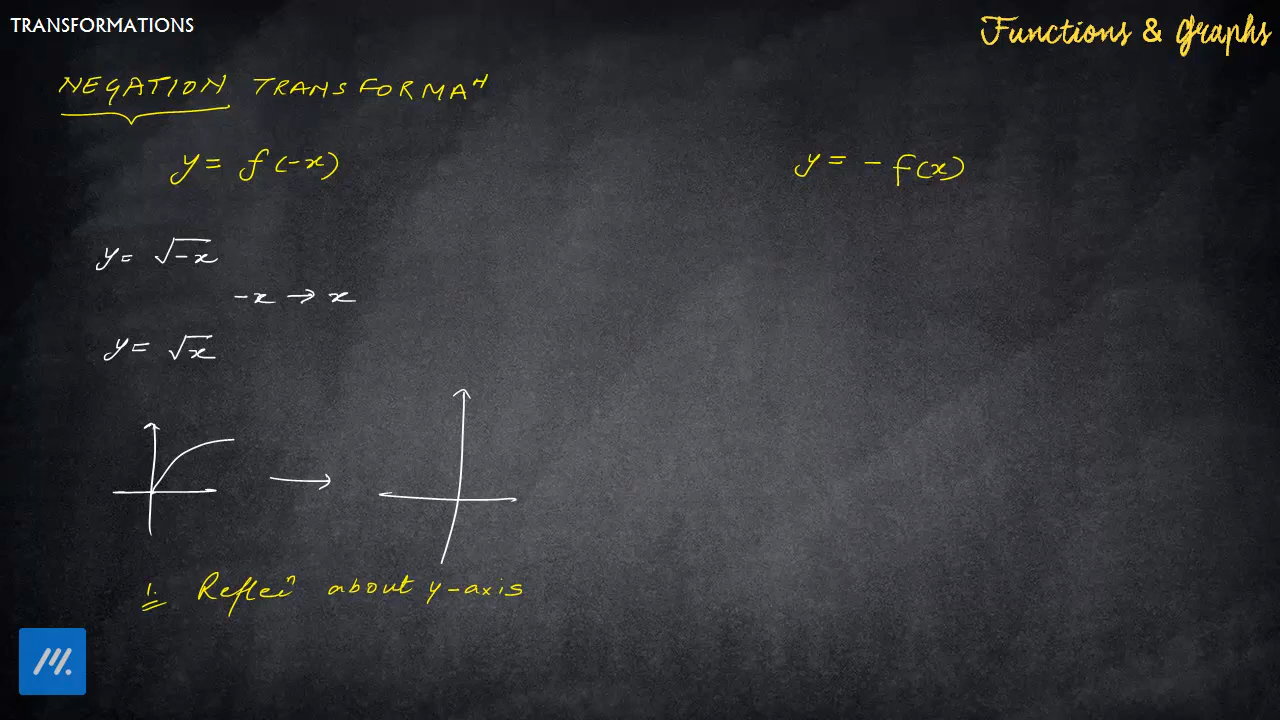 TRANSFORMATIONS
Functions & Graphs
NEGATION TRANSFORMAⁿ
y = f(-x)
y = - f(x)
y = √-x
-x → x
y = √x
1. Reflecⁿ about y-axis